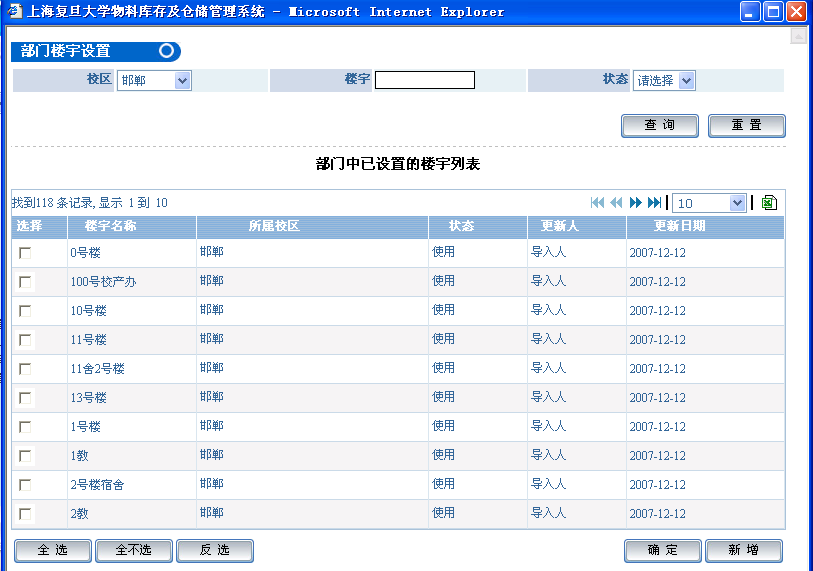 上海复旦大学物料库存及仓储管理系统 - Microsoft Internet Explorer
部门楼宇设置
校区 邯郸 楼宇 状态 请选择
查 询 重 置
部门中已设置的楼宇列表
找到118 条记录, 显示 1 到 10 10
选择 楼宇名称 所属校区 状态 更新人 更新日期
0号楼 邯郸 使用 导入人 2007-12-12
100号校产办 邯郸 使用 导入人 2007-12-12
10号楼 邯郸 使用 导入人 2007-12-12
11号楼 邯郸 使用 导入人 2007-12-12
11舍2号楼 邯郸 使用 导入人 2007-12-12
13号楼 邯郸 使用 导入人 2007-12-12
1号楼 邯郸 使用 导入人 2007-12-12
1教 邯郸 使用 导入人 2007-12-12
2号楼宿舍 邯郸 使用 导入人 2007-12-12
2教 邯郸 使用 导入人 2007-12-12
全 选 全不选 反 选 确 定 新 增